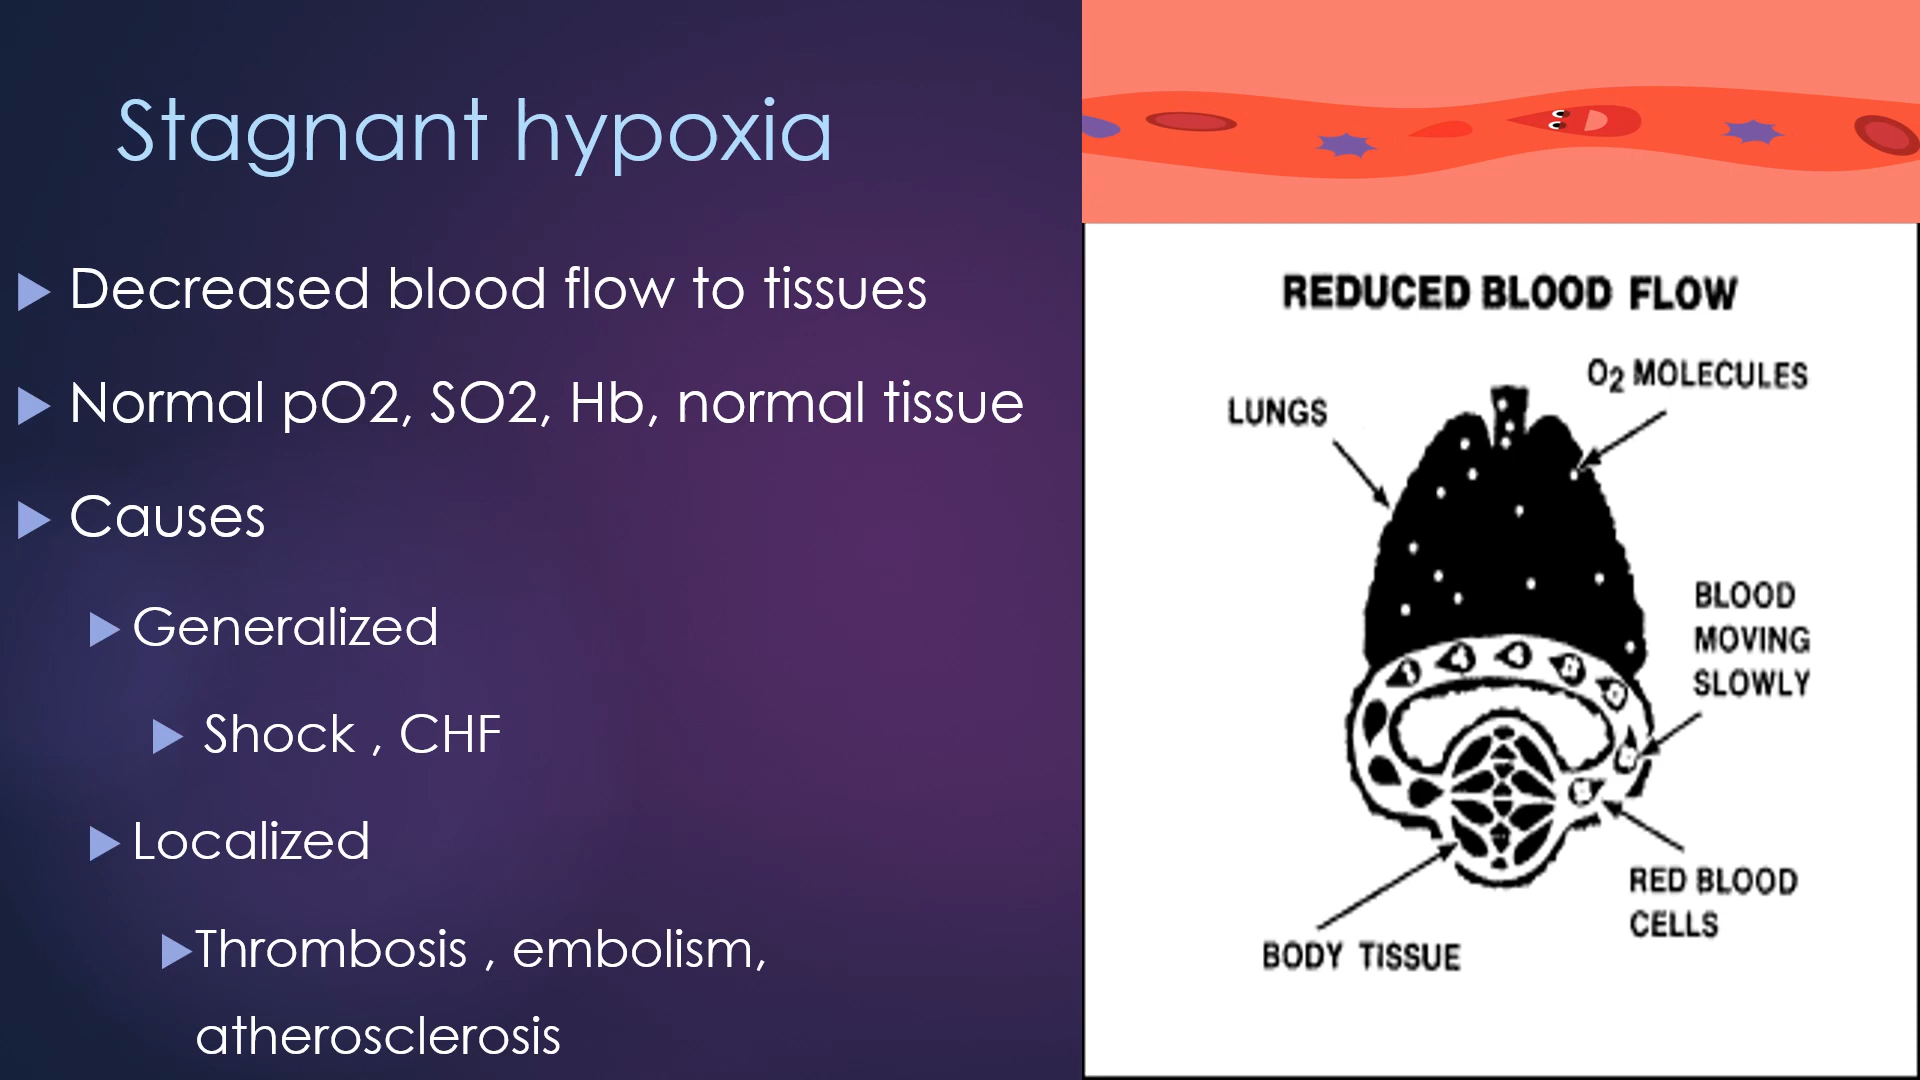 Stagnant hypoxia
Decreased blood flow to tissues
Normal pO2, SO2, Hb, normal tissue
Causes
Generalized
Shock , CHF
Localized
Thrombosis , embolism,
atherosclerosis
REDUCED BLOOD FLOW
O2 MOLECULES
LUNGS
BLOOD
MOVING
SLOWLY
RED BLOOD
CELLS
BODY TISSUE